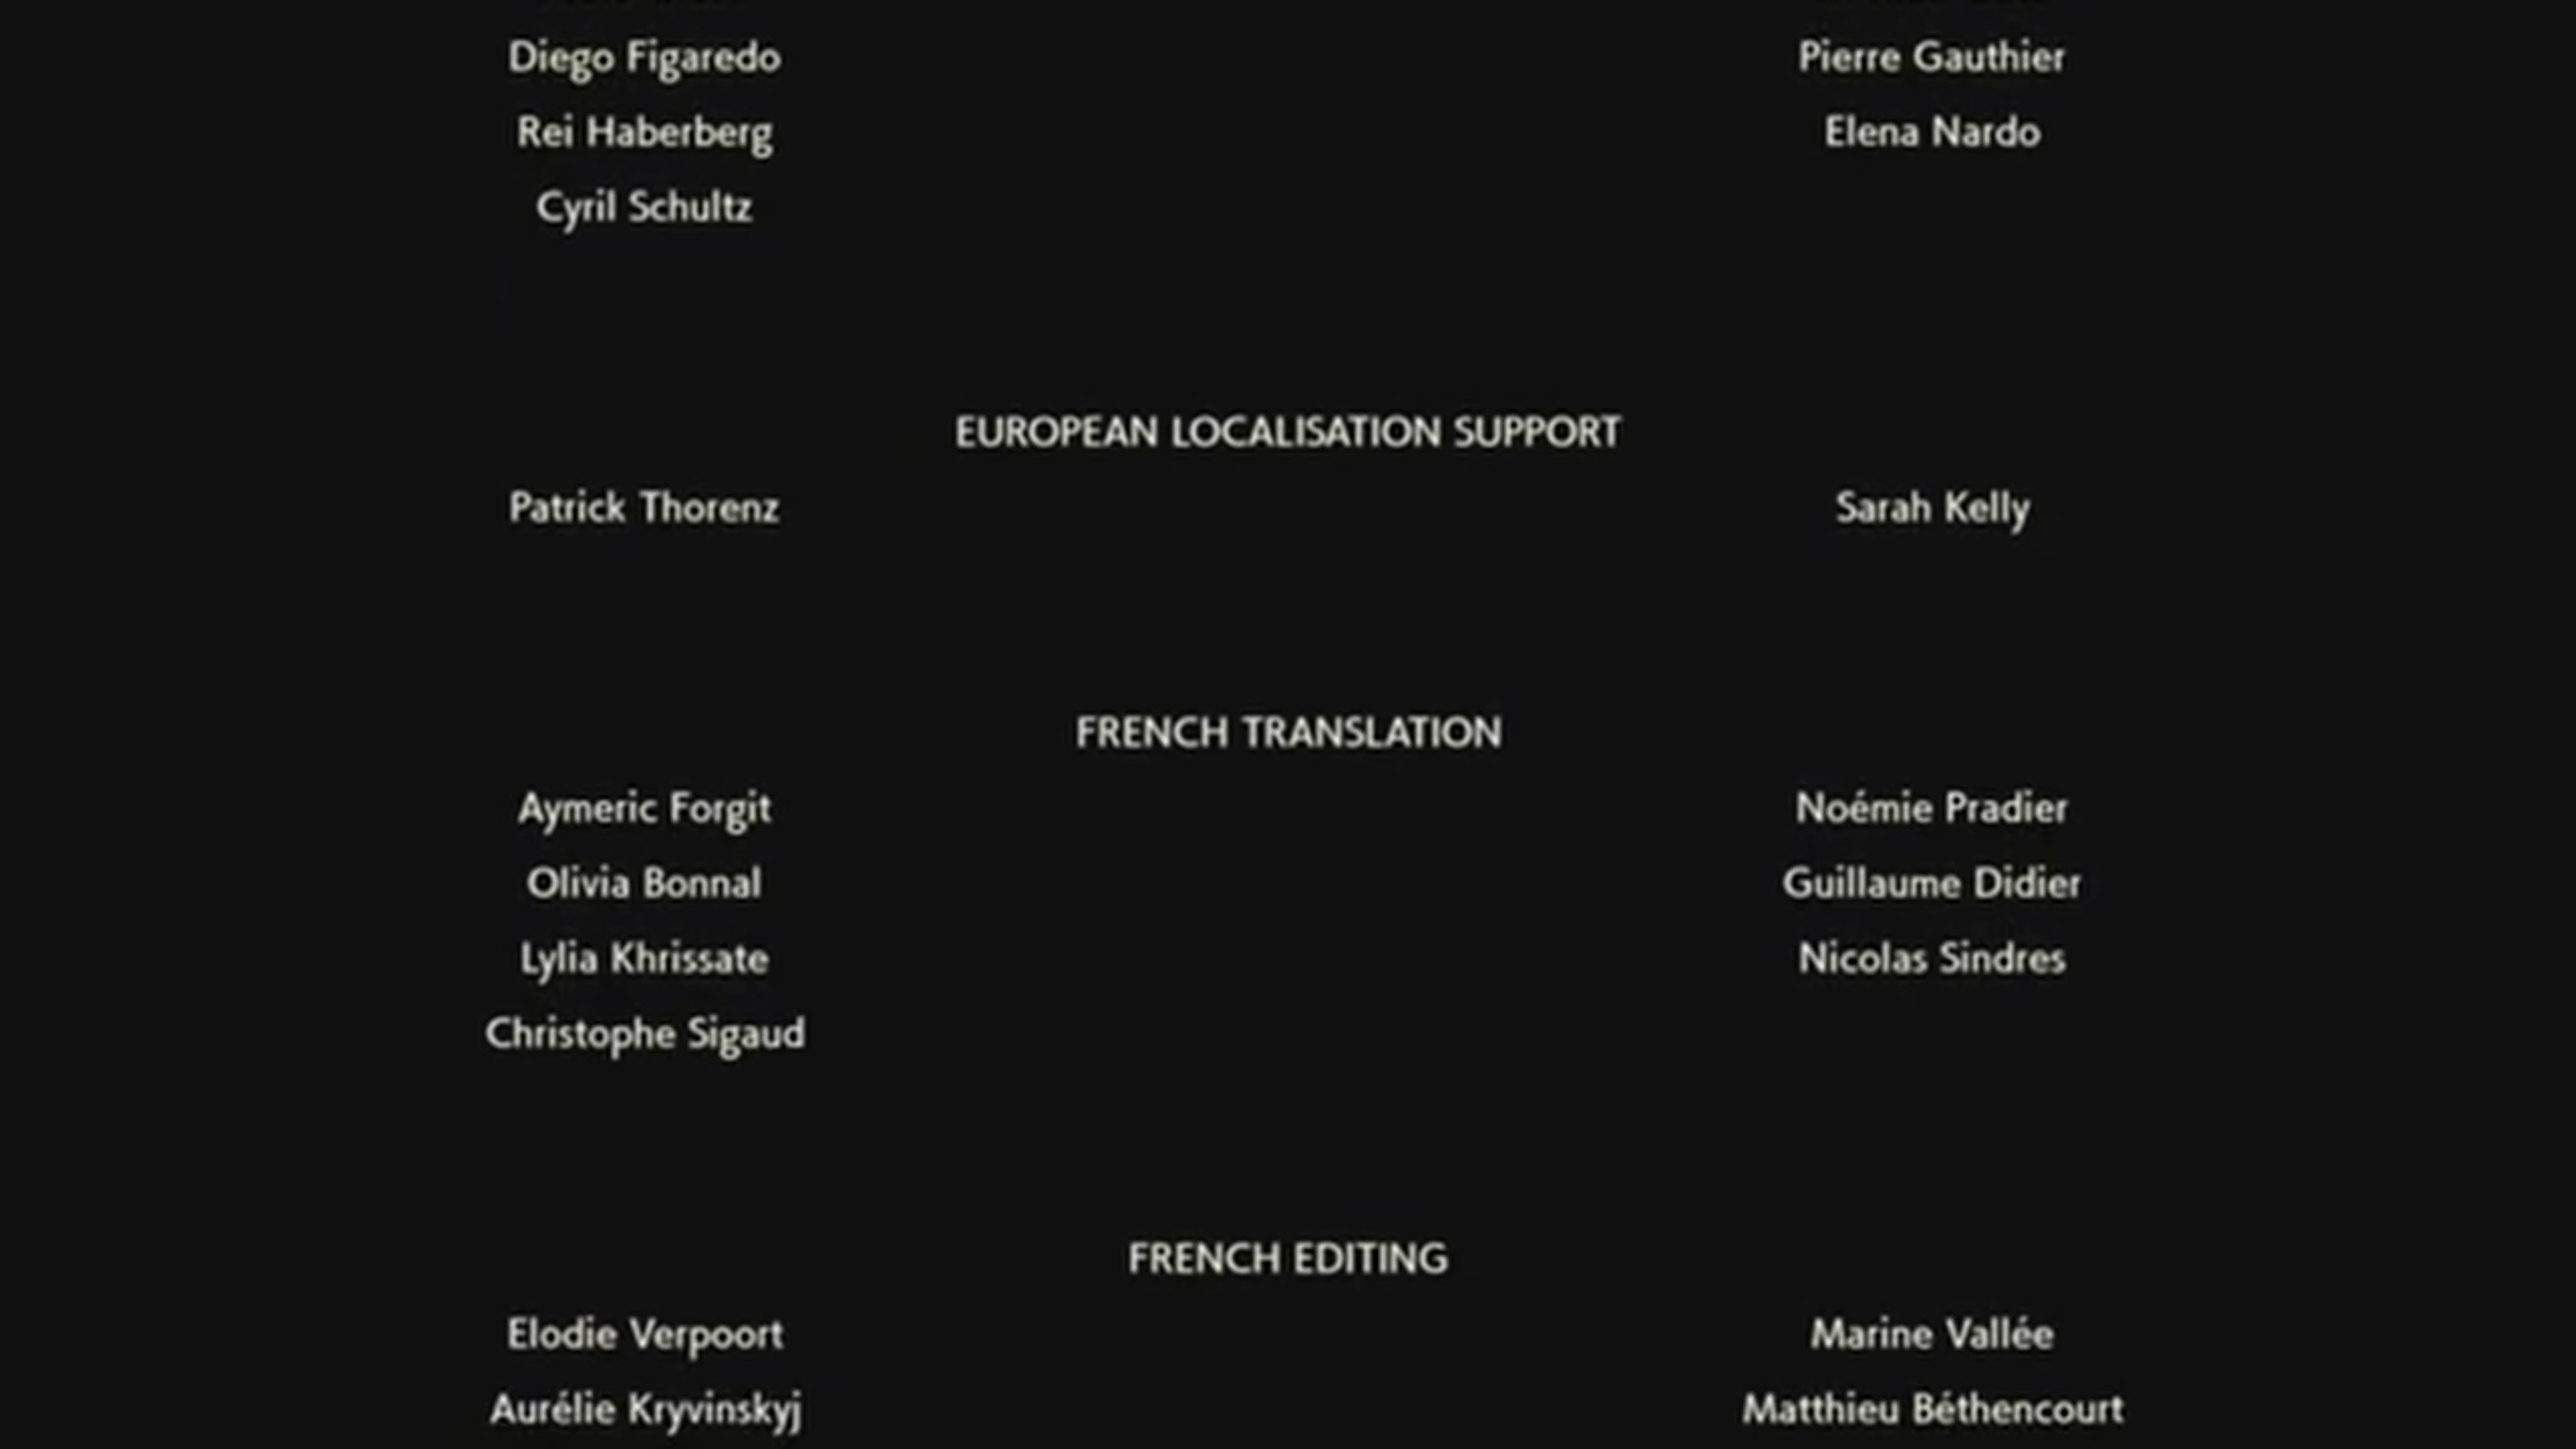 Diego Figaredo Pierre Gauthier
Rei Haberberg Elena Nardo
Cyril Schultz
EUROPEAN LOCALISATION SUPPORT
Patrick Thorenz Sarah Kelly
FRENCH TRANSLATION
Aymeric Forgit Noémie Pradier
Olivia Bonnal Guillaume Didier
Lylia Khrissate Nicolas Sindres
Christophe Sigaud
FRENCH EDITING
Elodie Verpoort Marine Vallée
Aurélie Kryvinskyj Matthieu Béthencourt